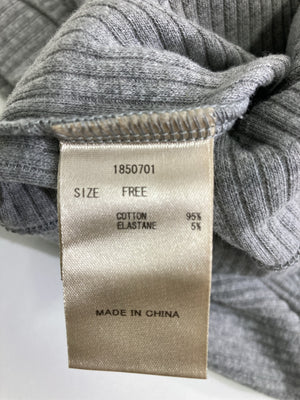 1850701
SIZE FREE
COTTON 95%
ELASTANE 5%
MADE IN CHINA